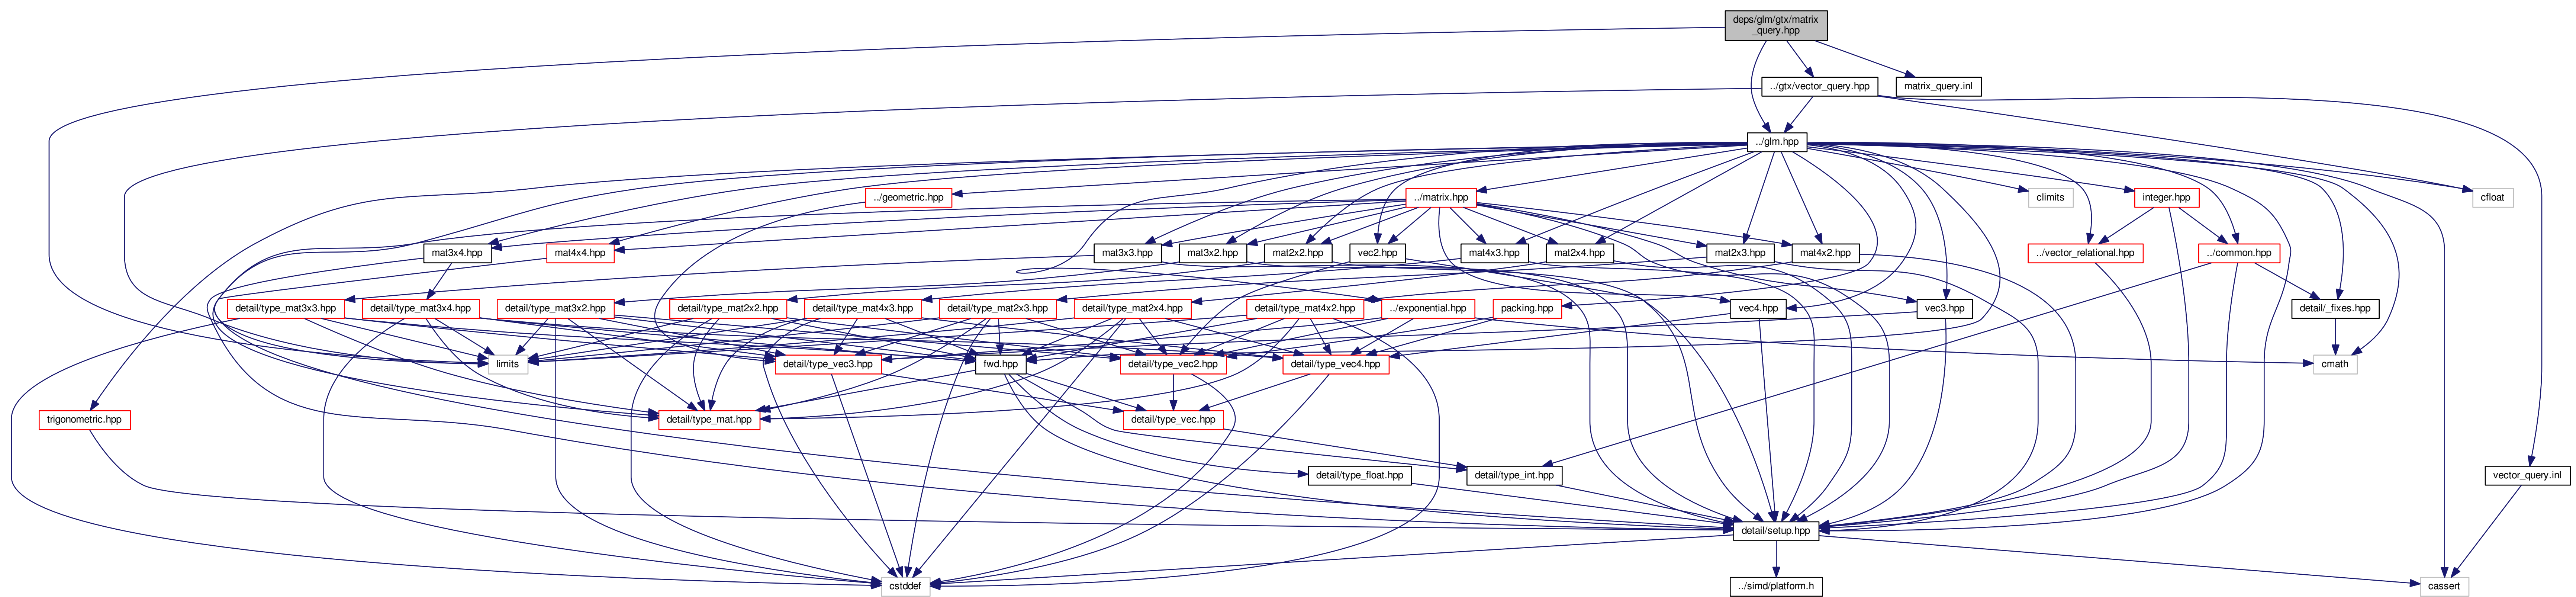 deps/glm/gtx/matrix
_query.hpp
../gtx/vector_query.hpp
matrix_query.inl
../glm.hpp
../geometric.hpp
../matrix.hpp
climits
integer.hpp
cfloat
mat3x4.hpp
mat4x4.hpp
mat3x3.hpp
mat3x2.hpp
mat2x2.hpp
vec2.hpp
mat4x3.hpp
mat2x4.hpp
mat2x3.hpp
mat4x2.hpp
../vector_relational.hpp
../common.hpp
detail/type_mat3x3.hpp
detail/type_mat3x4.hpp
detail/type_mat3x2.hpp
detail/type_mat2x2.hpp
detail/type_mat4x3.hpp
detail/type_mat2x3.hpp
detail/type_mat2x4.hpp
detail/type_mat4x2.hpp
../exponential.hpp
packing.hpp
vec4.hpp
vec3.hpp
detail/_fixes.hpp
limits
detail/type_vec3.hpp
fwd.hpp
detail/type_vec2.hpp
detail/type_vec4.hpp
cmath
trigonometric.hpp
detail/type_mat.hpp
detail/type_vec.hpp
detail/type_float.hpp
detail/type_int.hpp
vector_query.inl
detail/setup.hpp
cstddef
../simd/platform.h
cassert